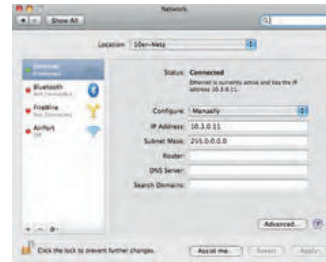 Network
Show All
Location: 10er-Netz
Status: Connected
Ethernet is currently active and has the IP
address 10.3.0.11.
Ethernet
Connected
Bluetooth
Not Connected
FireWire
Not Connected
AirPort
Off
Configure: Manually
IP Address: 10.3.0.11
Subnet Mask: 255.0.0.0
Router:
DNS Server:
Search Domains:
Advanced...
?
Click the lock to prevent further changes.
Assist me...
Revert
Apply